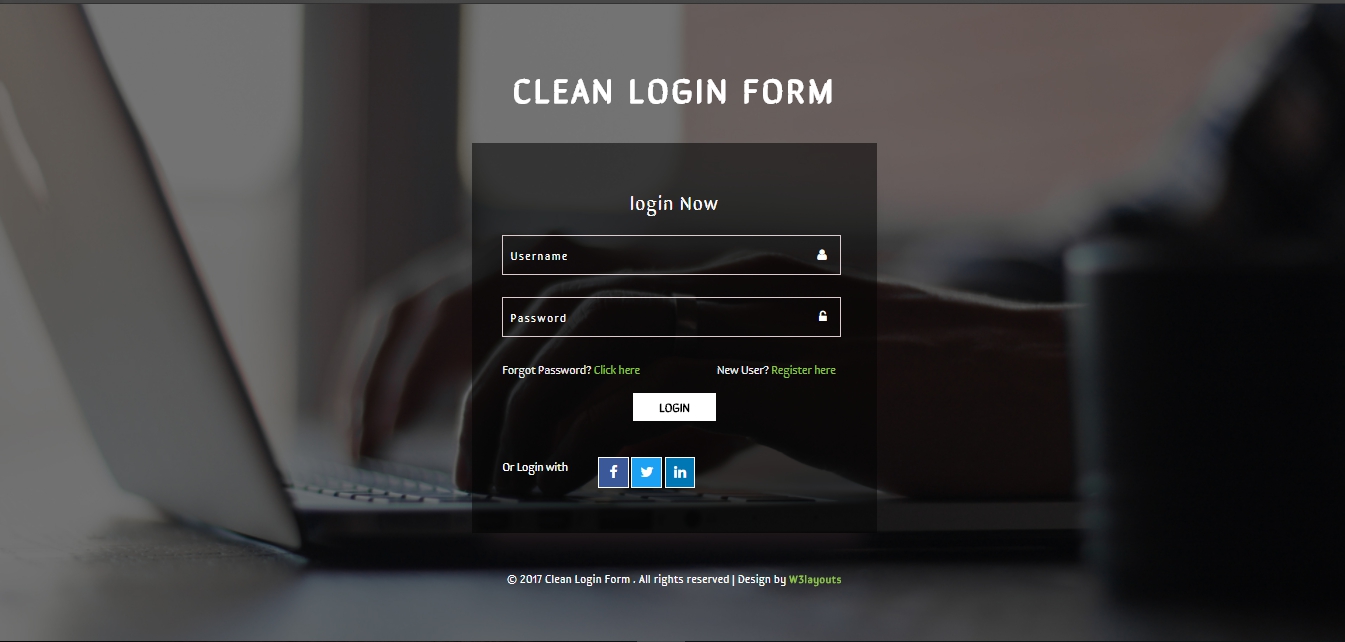 CLEAN LOGIN FORM
login Now
Username
Password
Forgot Password? Click here New User? Register here
LOGIN
Or Login with f in
© 2017 Clean Login Form . All rights reserved | Design by W3layouts